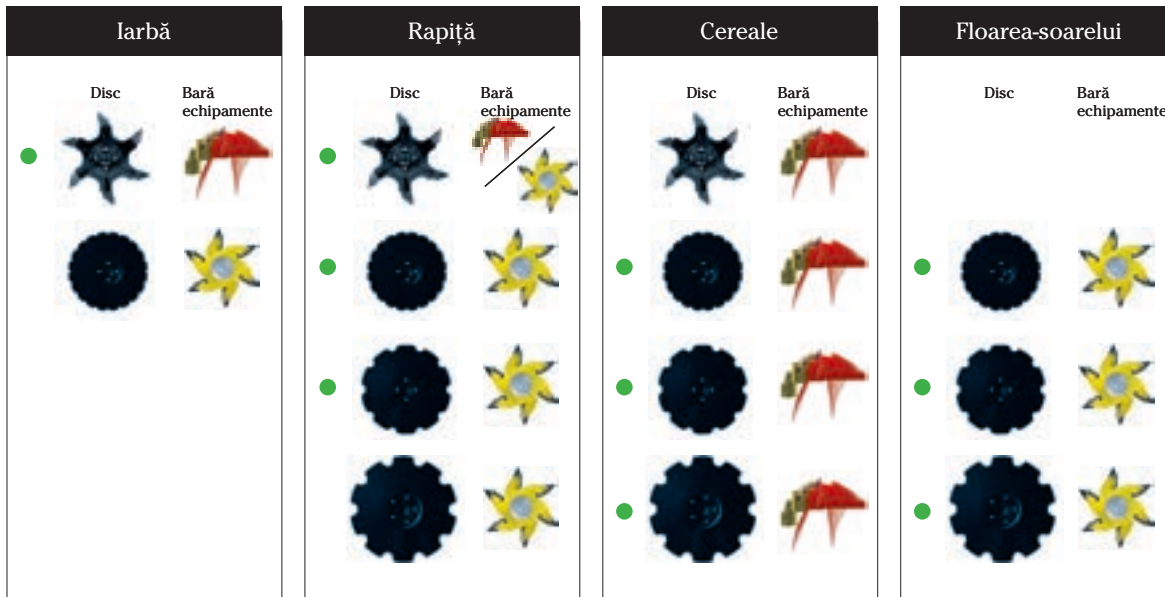 Iarbă
Disc
Bară
echipamente
Rapiță
Disc
Bară
echipamente
Cereale
Disc
Bară
echipamente
Floarea-soarelui
Disc
Bară
echipamente